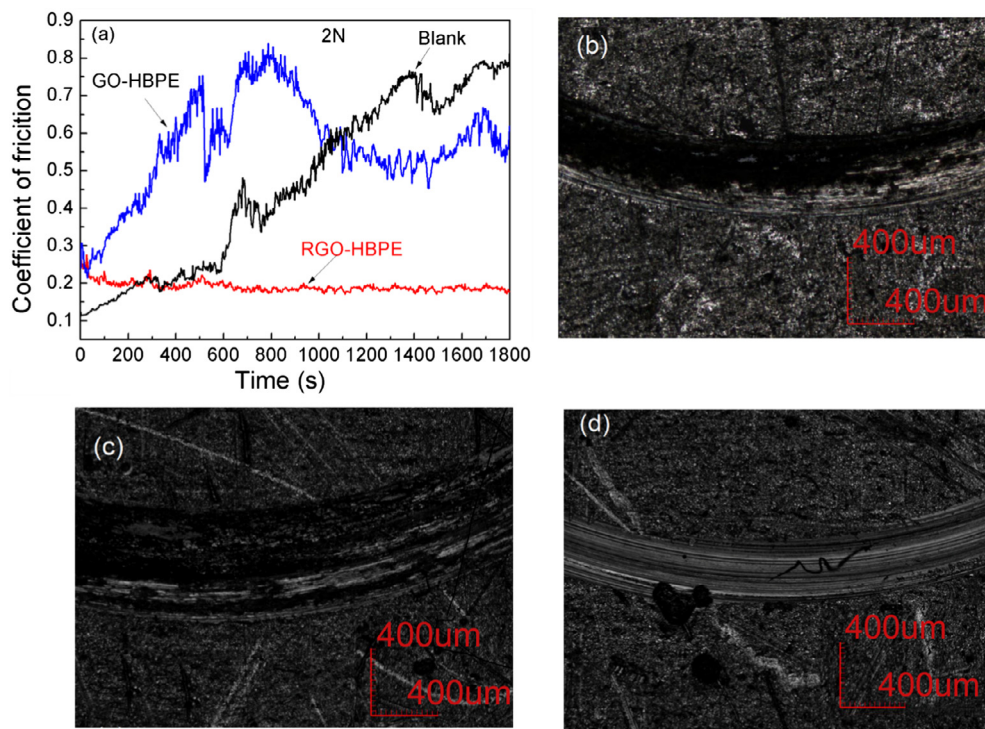 (a)
2N
Blank
GO-HBPE
RGO-HBPE
Coefficient of fricition
0.9
0.8
0.7
0.6
0.5
0.4
0.3
0.2
0.1
0 200 400 600 800 1000 1200 1400 1600 1800
Time (s)
(b)
400um
400um
(c)
400um
400um
(d)
400um
400um